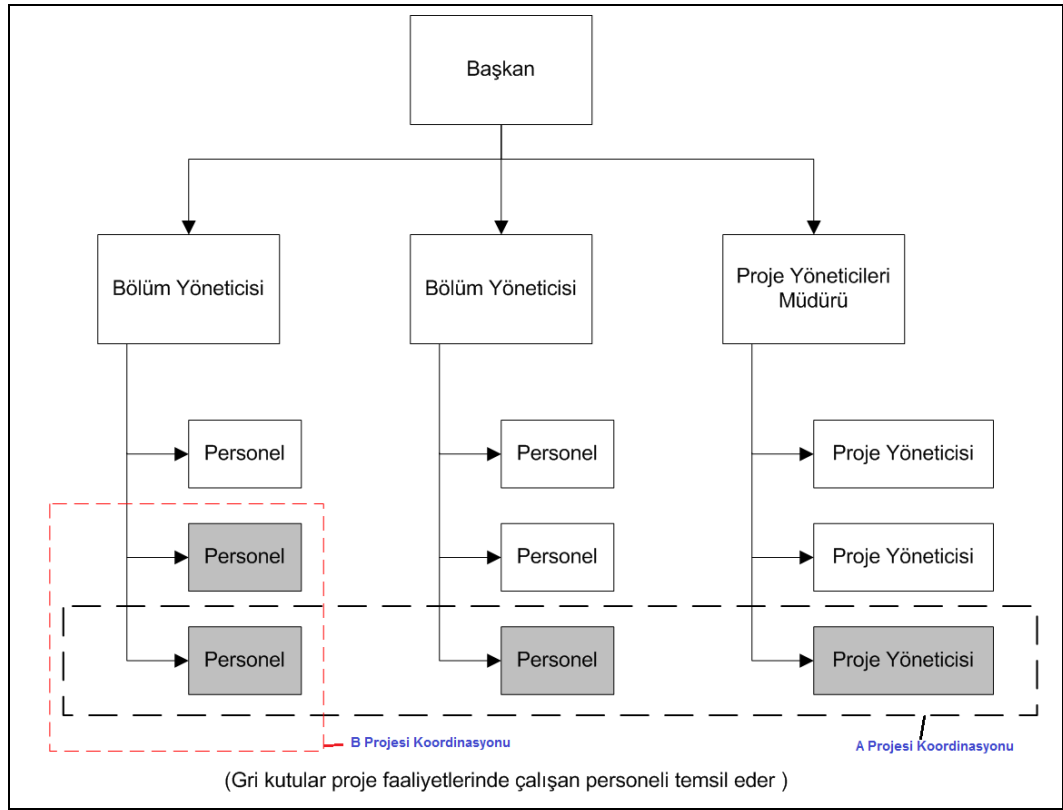 Başkan
Bölüm Yöneticisi
Bölüm Yöneticisi
Proje Yöneticileri
Müdürü
Personel
Personel
Proje Yöneticisi
Personel
Personel
Proje Yöneticisi
Personel
Personel
Proje Yöneticisi
B Projesi Koordinasyonu
A Projesi Koordinasyonu
(Gri kutular proje faaliyetlerinde çalışan personeli temsil eder )